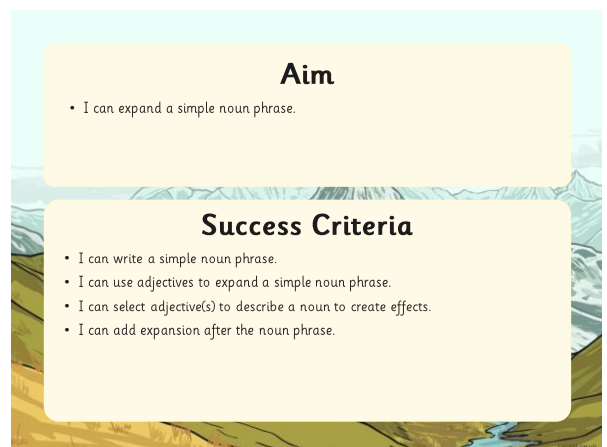 Aim
• I can expand a simple noun phrase.
Success Criteria
• I can write a simple noun phrase.
• I can use adjectives to expand a simple noun phrase.
• I can select adjective(s) to describe a noun to create effects.
• I can add expansion after the noun phrase.